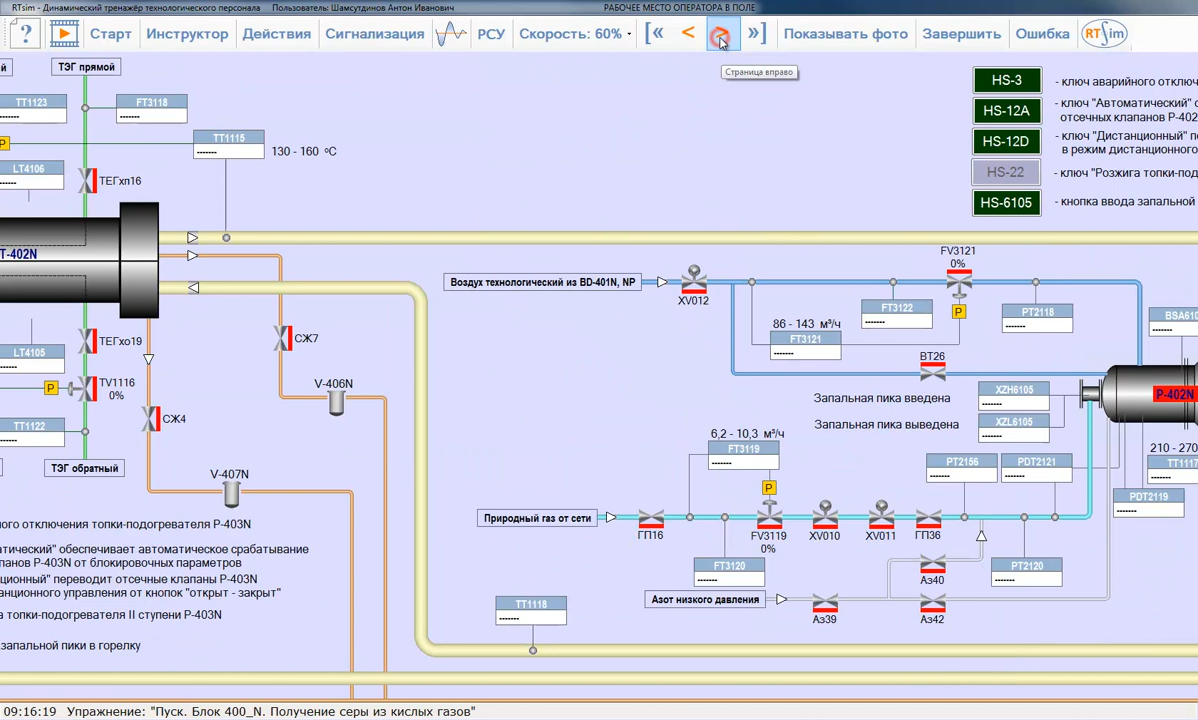 RTsim - Динамический тренажёр технологического персонала Пользователь: Шамсутдинов Антон Иванович РАБОЧЕЕ МЕСТО ОПЕРАТОРА В ПОЛЕ
? Старт Инструктор Действия Сигнализация РСУ Скорость: 60% [« < > »] Показывать фото Завершить Ошибка RTSim
Страница вправо
ТЭГ прямой
TT1123
-------
FT3118
-------
TT1115
-------
130 - 160 ºC
P
LT4106
-------
ТЕГхп16
T-402N
HS-3 - ключ аварийного отключ
HS-12A - ключ "Автоматический"
отсечных клапанов P-402
HS-12D - ключ "Дистанционный"
в режим дистанционного
HS-22 - ключ "Розжига топки-под
HS-6105 - кнопка ввода запальной
Воздух технологический из BD-401N, NP
XV012
FV3121
0%
P
FT3122
-------
PT2118
-------
86 - 143 м³/ч
FT3121
-------
BT26
BSA610
-------
P-402N
Запальная пика введена
XZH6105
-------
Запальная пика выведена
XZL6105
-------
LT4105
-------
ТЕГхо19
P
TV1116
0%
TT1122
-------
ТЭГ обратный
СЖ7
V-406N
СЖ4
V-407N
6,2 - 10,3 м³/ч
FT3119
-------
P
PT2156
-------
PDT2121
-------
210 - 270
TT1117
-------
PDT2119
-------
Природный газ от сети
ГП16
FV3119
0%
XV010
XV011
ГП36
FT3120
-------
Аз40
PT2120
-------
Азот низкого давления
Аз39
Аз42
TT1118
-------
ого отключения топки-подогревателя P-403N
атический" обеспечивает автоматическое срабатывание
апанов P-403N от блокировочных параметров
ционный" переводит отсечные клапаны P-403N
анционного управления от кнопок "открыт - закрыт"
а топки-подогревателя II ступени P-403N
запальной пики в горелку
09:16:19 Упражнение: "Пуск. Блок 400_N. Получение серы из кислых газов"